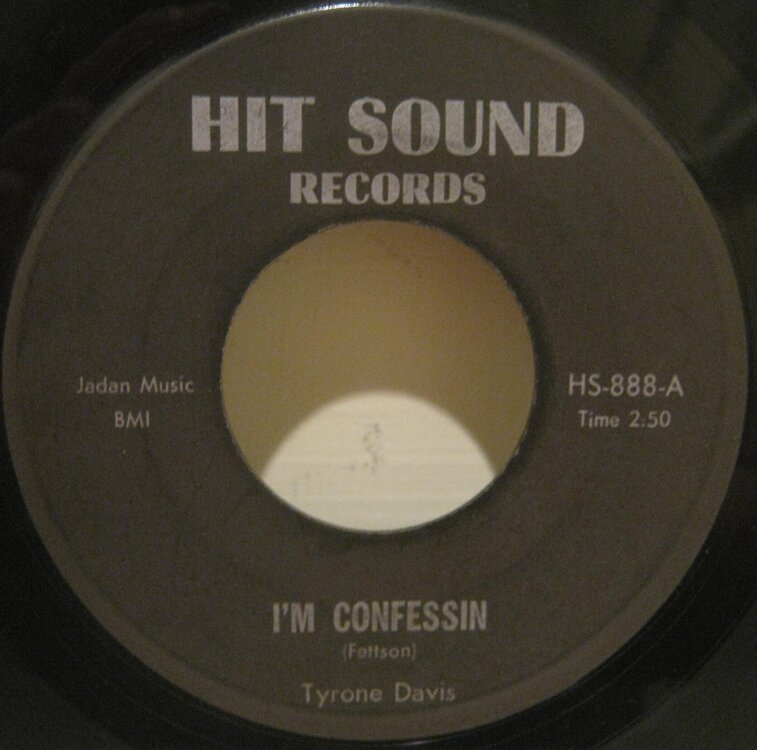 HIT SOUND
RECORDS
Jadan Music
BMI
HS-888-A
Time 2:50
I'M CONFESSIN
(Fettson)
Tyrone Davis